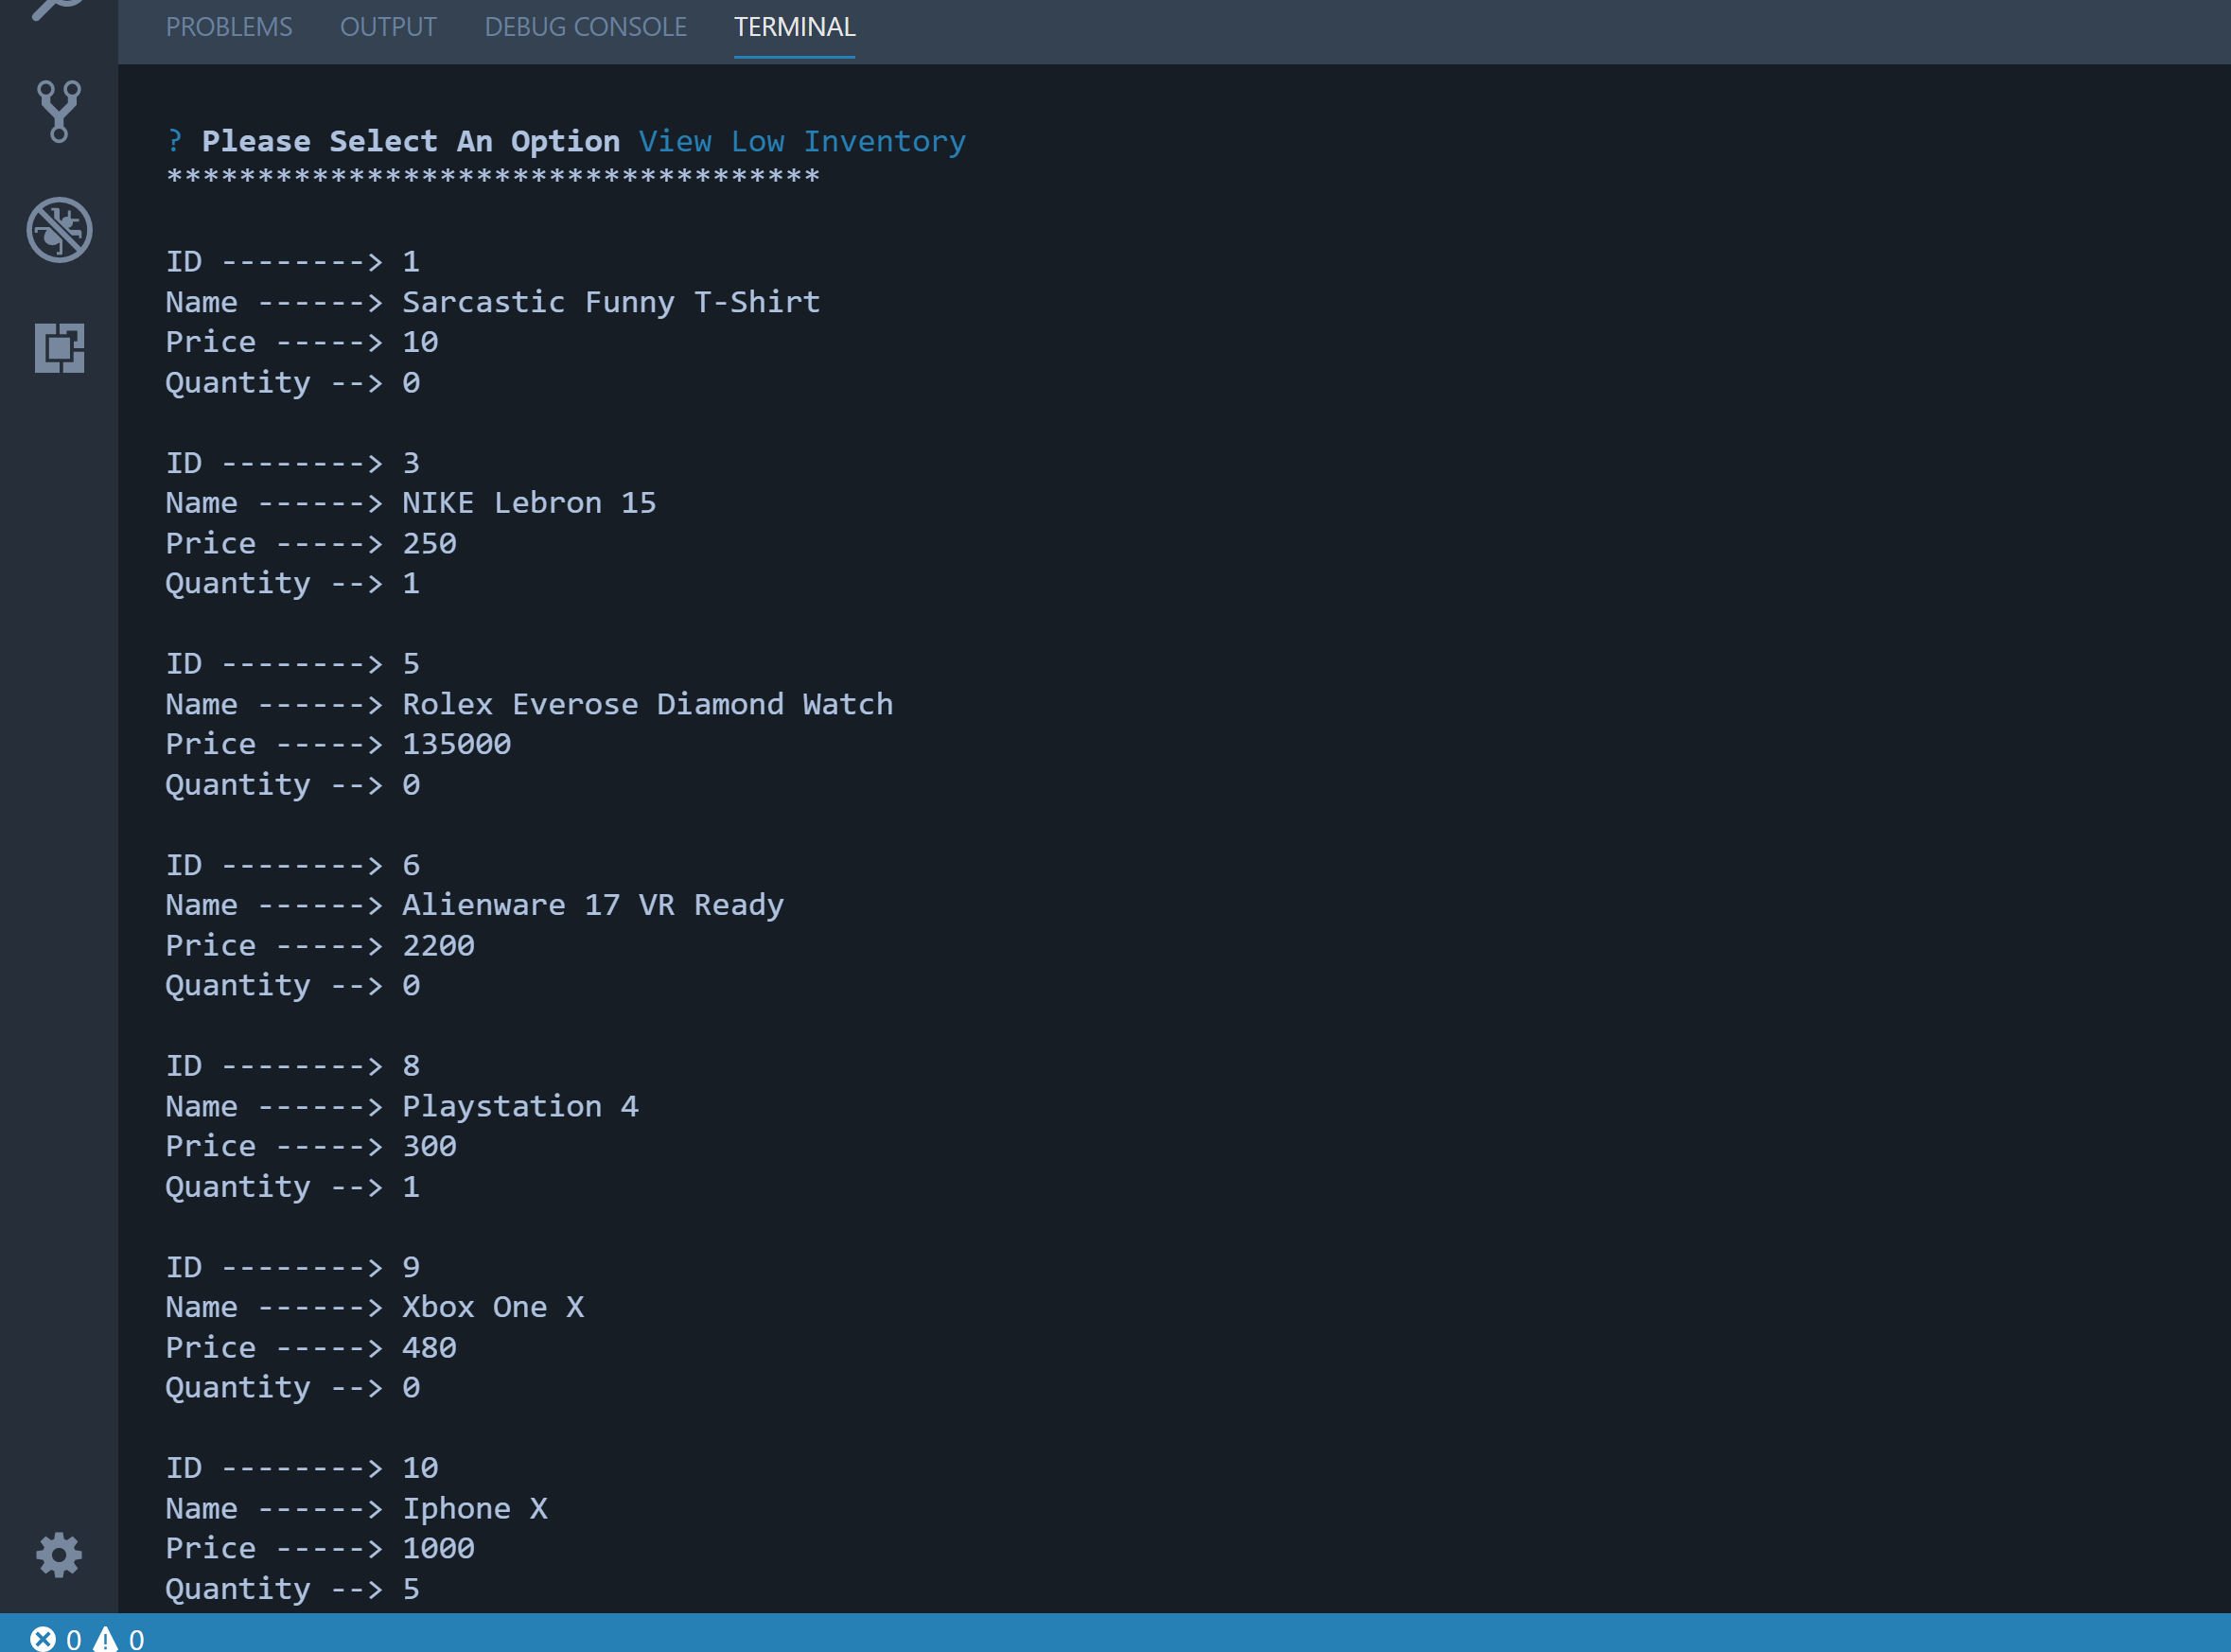 PROBLEMS OUTPUT DEBUG CONSOLE TERMINAL
? Please Select An Option View Low Inventory
************************************
ID --------> 1
Name ------> Sarcastic Funny T-Shirt
Price -----> 10
Quantity --> 0
ID --------> 3
Name ------> NIKE Lebron 15
Price -----> 250
Quantity --> 1
ID --------> 5
Name ------> Rolex Everose Diamond Watch
Price -----> 135000
Quantity --> 0
ID --------> 6
Name ------> Alienware 17 VR Ready
Price -----> 2200
Quantity --> 0
ID --------> 8
Name ------> Playstation 4
Price -----> 300
Quantity --> 1
ID --------> 9
Name ------> Xbox One X
Price -----> 480
Quantity --> 0
ID --------> 10
Name ------> Iphone X
Price -----> 1000
Quantity --> 5
0 0